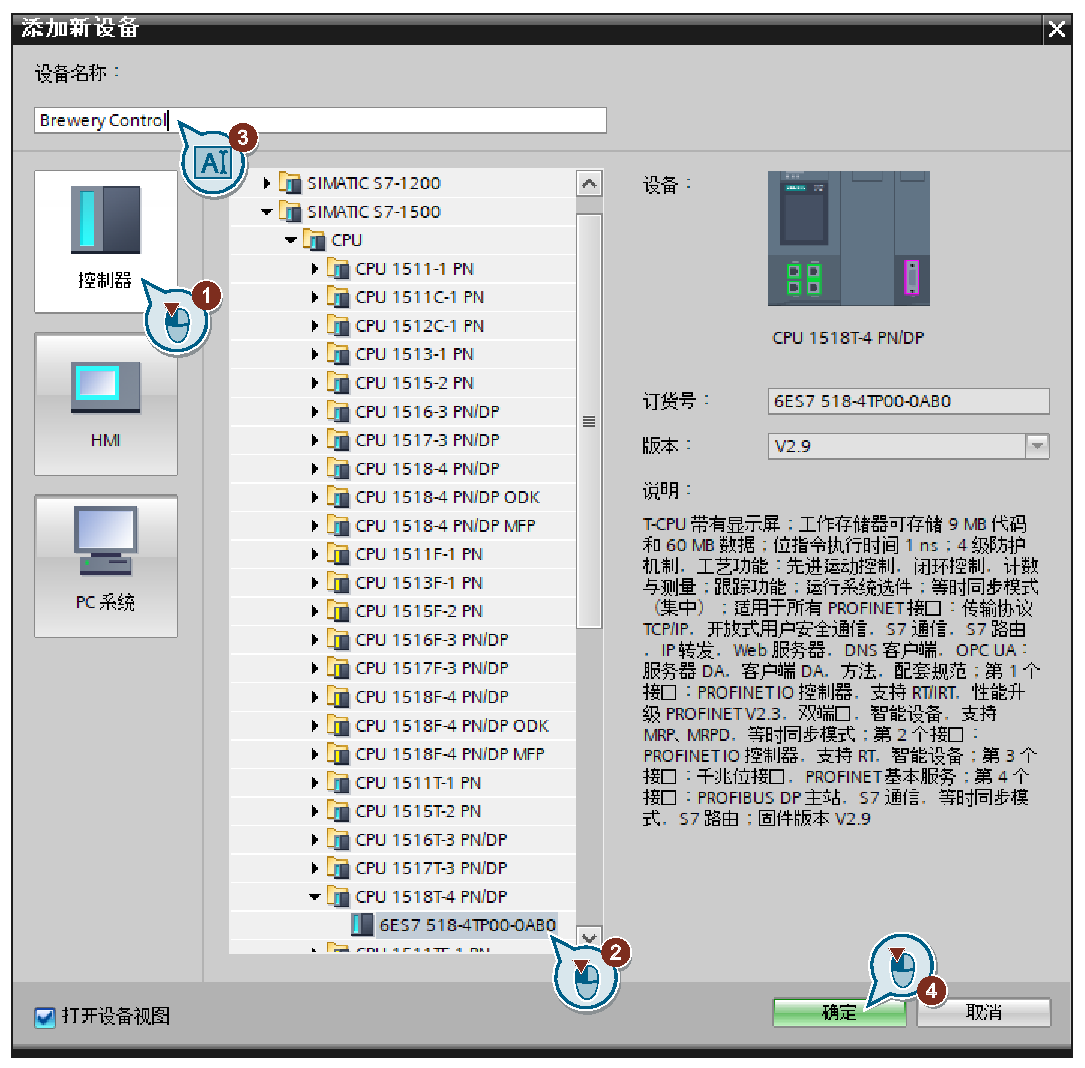 添加新设备
设备名称：
Brewery Control
AI
3
控制器
1
HMI
PC 系统
SIMATIC S7-1200
SIMATIC S7-1500
CPU
CPU 1511-1 PN
CPU 1511C-1 PN
CPU 1512C-1 PN
CPU 1513-1 PN
CPU 1515-2 PN
CPU 1516-3 PN/DP
CPU 1517-3 PN/DP
CPU 1518-4 PN/DP
CPU 1518-4 PN/DP ODK
CPU 1518-4 PN/DP MFP
CPU 1511F-1 PN
CPU 1513F-1 PN
CPU 1515F-2 PN
CPU 1516F-3 PN/DP
CPU 1517F-3 PN/DP
CPU 1518F-4 PN/DP
CPU 1518F-4 PN/DP ODK
CPU 1518F-4 PN/DP MFP
CPU 1511T-1 PN
CPU 1515T-2 PN
CPU 1516T-3 PN/DP
CPU 1517T-3 PN/DP
CPU 1518T-4 PN/DP
6ES7 518-4TP00-0AB0
2
设备：
CPU 1518T-4 PN/DP
订货号：
6ES7 518-4TP00-0AB0
版本：
V2.9
说明：
T-CPU 带有显示屏；工作存储器可存储 9 MB 代码
和 60 MB 数据；位指令执行时间 1 ns；4 级防护
机制，工艺功能：先进运动控制，闭环控制，计数
与测量；跟踪功能；运行系统选件；等时同步模式
（集中）；适用于所有 PROFINET接口：传输协议
TCP/IP，开放式用户安全通信，S7 通信，S7 路由
，IP转发，Web 服务器，DNS 客户端，OPC UA：
服务器 DA，客户端 DA，方法，配套规范；第 1个
接口：PROFINET IO 控制器，支持 RT/IRT，性能升
级 PROFINET V2.3，双端口，智能设备，支持
MRP、MRPD，等时同步模式；第 2 个接口：
PROFINET IO 控制器，支持 RT，智能设备；第 3 个
接口：千兆位接口，PROFINET基本服务；第 4 个
接口：PROFIBUS DP 主站，S7 通信，等时同步模
式，S7 路由；固件版本 V2.9
打开设备视图
确定
4
取消